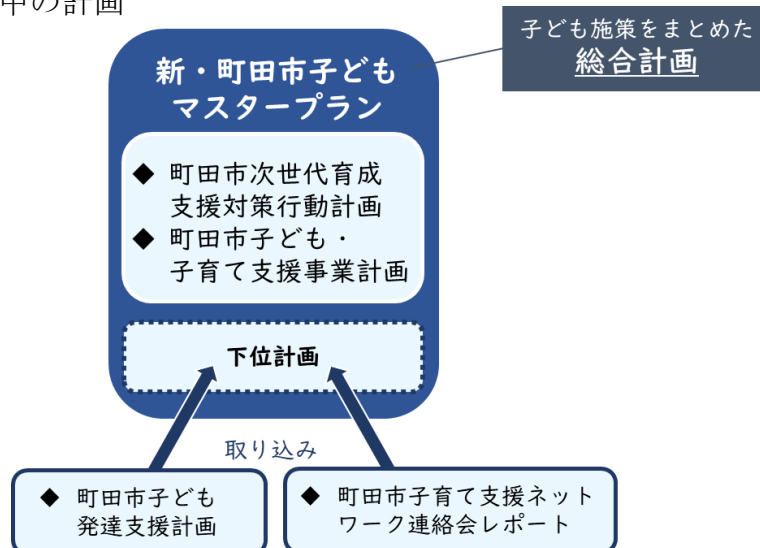 中の計画
子ども施策をまとめた
総合計画
新・町田市子ども
マスタープラン
◆ 町田市次世代育成
支援対策行動計画
◆ 町田市子ども・
子育て支援事業計画
下位計画
取り込み
◆ 町田市子ども
発達支援計画
◆ 町田市子育て支援ネット
ワーク連絡会レポート